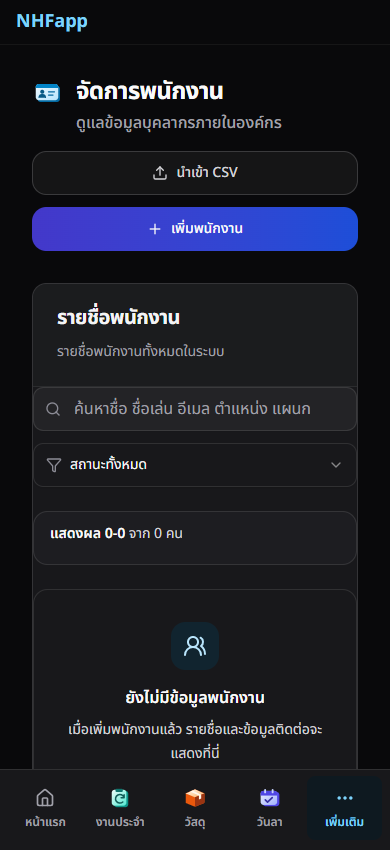 NHFapp
จัดการพนักงาน
ดูแลข้อมูลบุคลากรภายในองค์กร
นำเข้า CSV
เพิ่มพนักงาน
รายชื่อพนักงาน
รายชื่อพนักงานทั้งหมดในระบบ
ค้นหาชื่อ ชื่อเล่น อีเมล ตำแหน่ง แผนก
สถานะทั้งหมด
แสดงผล 0-0 จาก 0 คน
ยังไม่มีข้อมูลพนักงาน
เมื่อเพิ่มพนักงานแล้ว รายชื่อและข้อมูลติดต่อจะ
แสดงที่นี่
หน้าแรก งานประจำ วัสดุ วันลา เพิ่มเติม